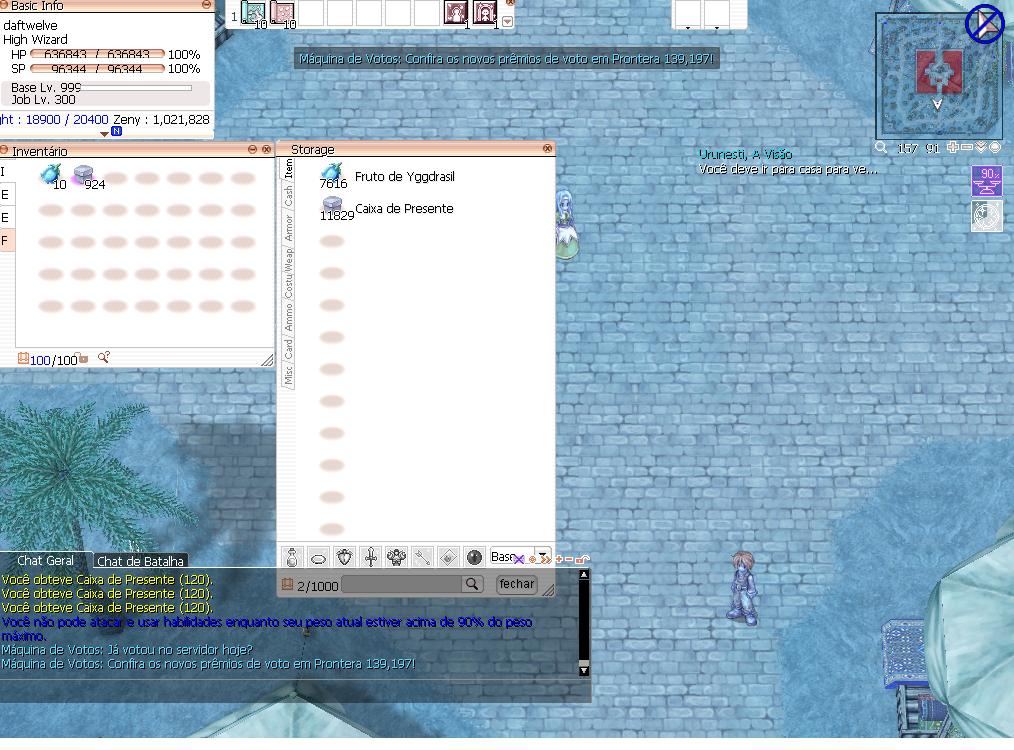 Basic Info
daftwelve
High Wizard
HP 636843 / 636843 100%
SP 96344 / 96344 100%
Base Lv. 999
Job Lv. 300
ght : 18900 / 20400 Zeny : 1,021,828
N
1
10
10
1
1
Máquina de Votos: Confira os novos prêmios de voto em Prontera 139,197!
157 91
90%
Urunesti, A Visão
Você deve ir para casa para ve...
Inventário
I
E
E
F
10
924
100/100
Storage
Item
Cash
Armor
Weap
Costu
Ammo
Card
Misc
7616 Fruto de Yggdrasil
11829 Caixa de Presente
Base
2/1000
fechar
Chat Geral
Chat de Batalha
Você obteve Caixa de Presente (120).
Você obteve Caixa de Presente (120).
Você obteve Caixa de Presente (120).
Você não pode atacar e usar habilidades enquanto seu peso atual estiver acima de 90% do peso
máximo.
Máquina de Votos: Já votou no servidor hoje?
Máquina de Votos: Confira os novos prêmios de voto em Prontera 139,197!